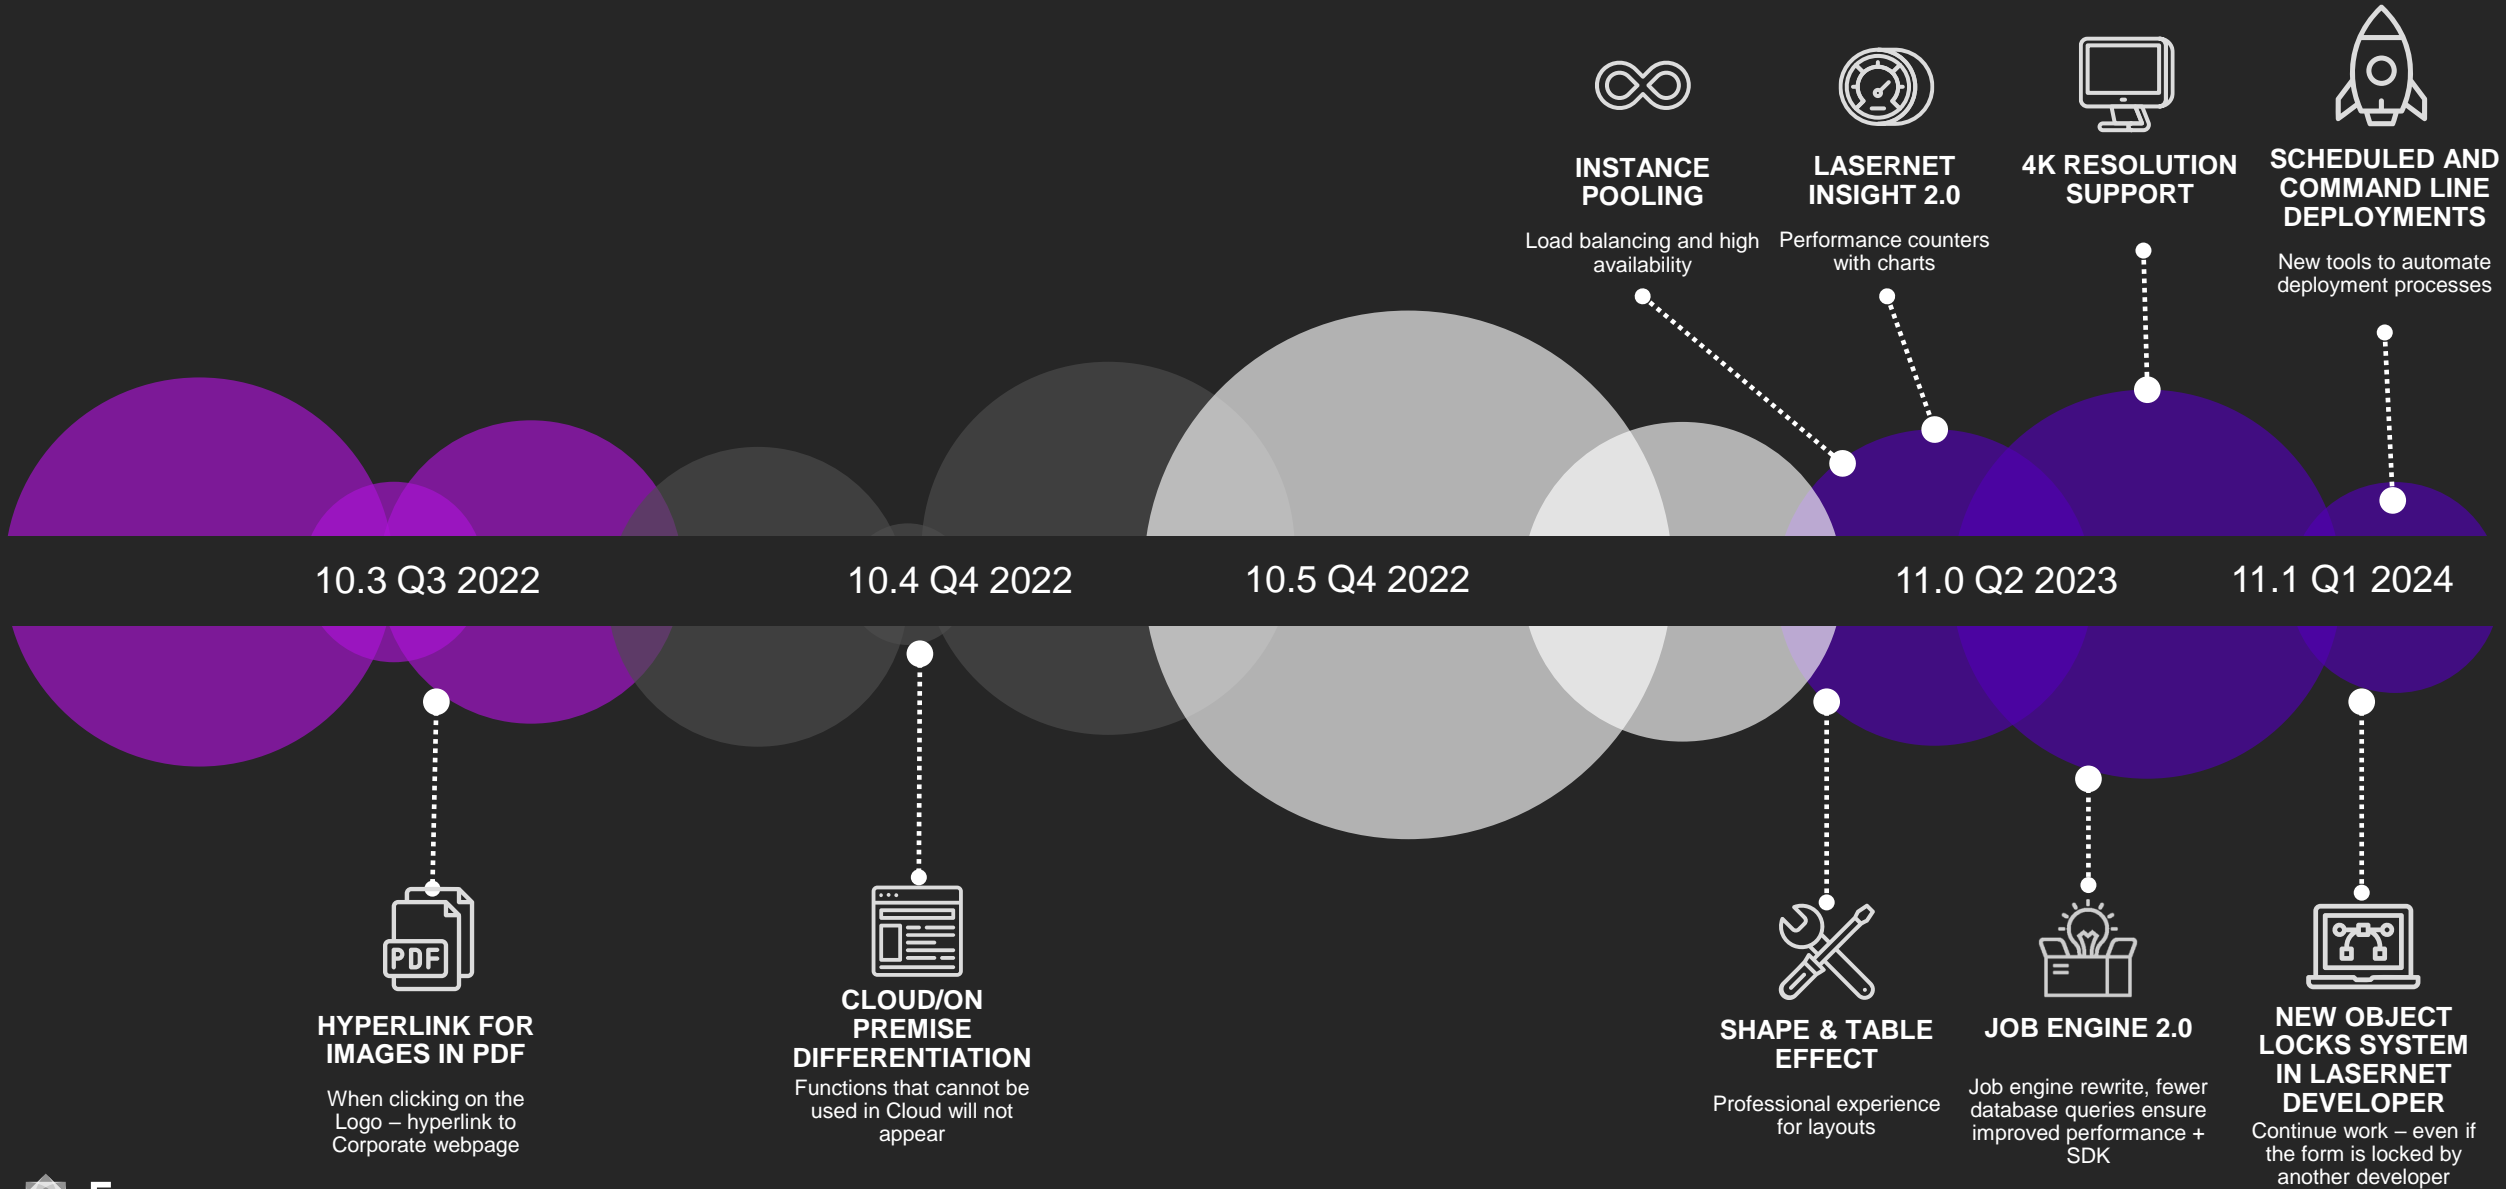 INSTANCE
POOLING
Load balancing and high
availability
LASERNET
INSIGHT 2.0
Performance counters
with charts
4K RESOLUTION
SUPPORT
SCHEDULED AND
COMMAND LINE
DEPLOYMENTS
New tools to automate
deployment processes
10.3 Q3 2022
10.4 Q4 2022
10.5 Q4 2022
11.0 Q2 2023
11.1 Q1 2024
PDF
HYPERLINK FOR
IMAGES IN PDF
When clicking on the
Logo – hyperlink to
Corporate webpage
CLOUD/ON
PREMISE
DIFFERENTIATION
Functions that cannot be
used in Cloud will not
appear
SHAPE & TABLE
EFFECT
Professional experience
for layouts
JOB ENGINE 2.0
Job engine rewrite, fewer
database queries ensure
improved performance +
SDK
NEW OBJECT
LOCKS SYSTEM
IN LASERNET
DEVELOPER
Continue work – even if
the form is locked by
another developer